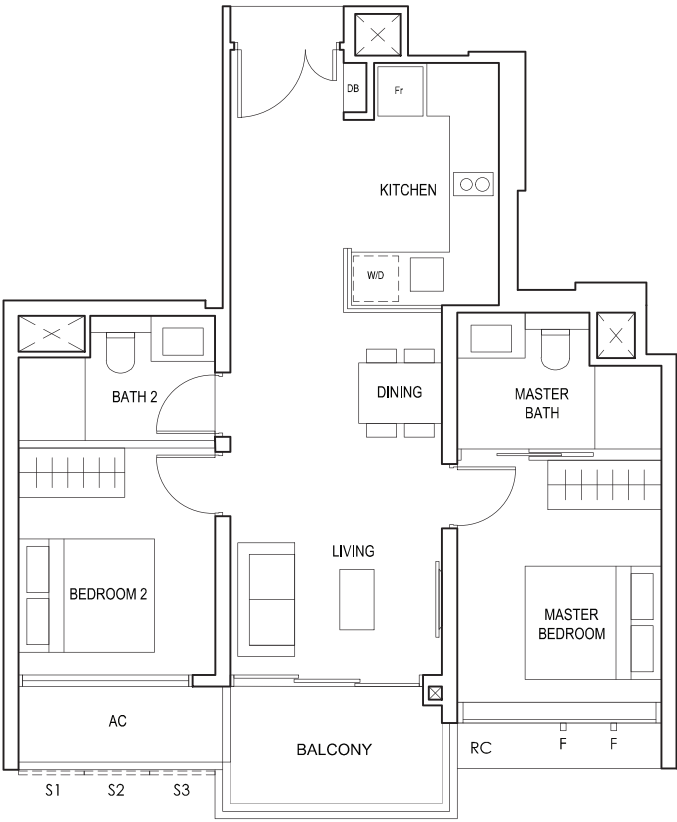 DB
Fr
KITCHEN
W/D
DINING
BATH 2
MASTER
BATH
LIVING
BEDROOM 2
MASTER
BEDROOM
AC
BALCONY
RC
F
F
S1
S2
S3